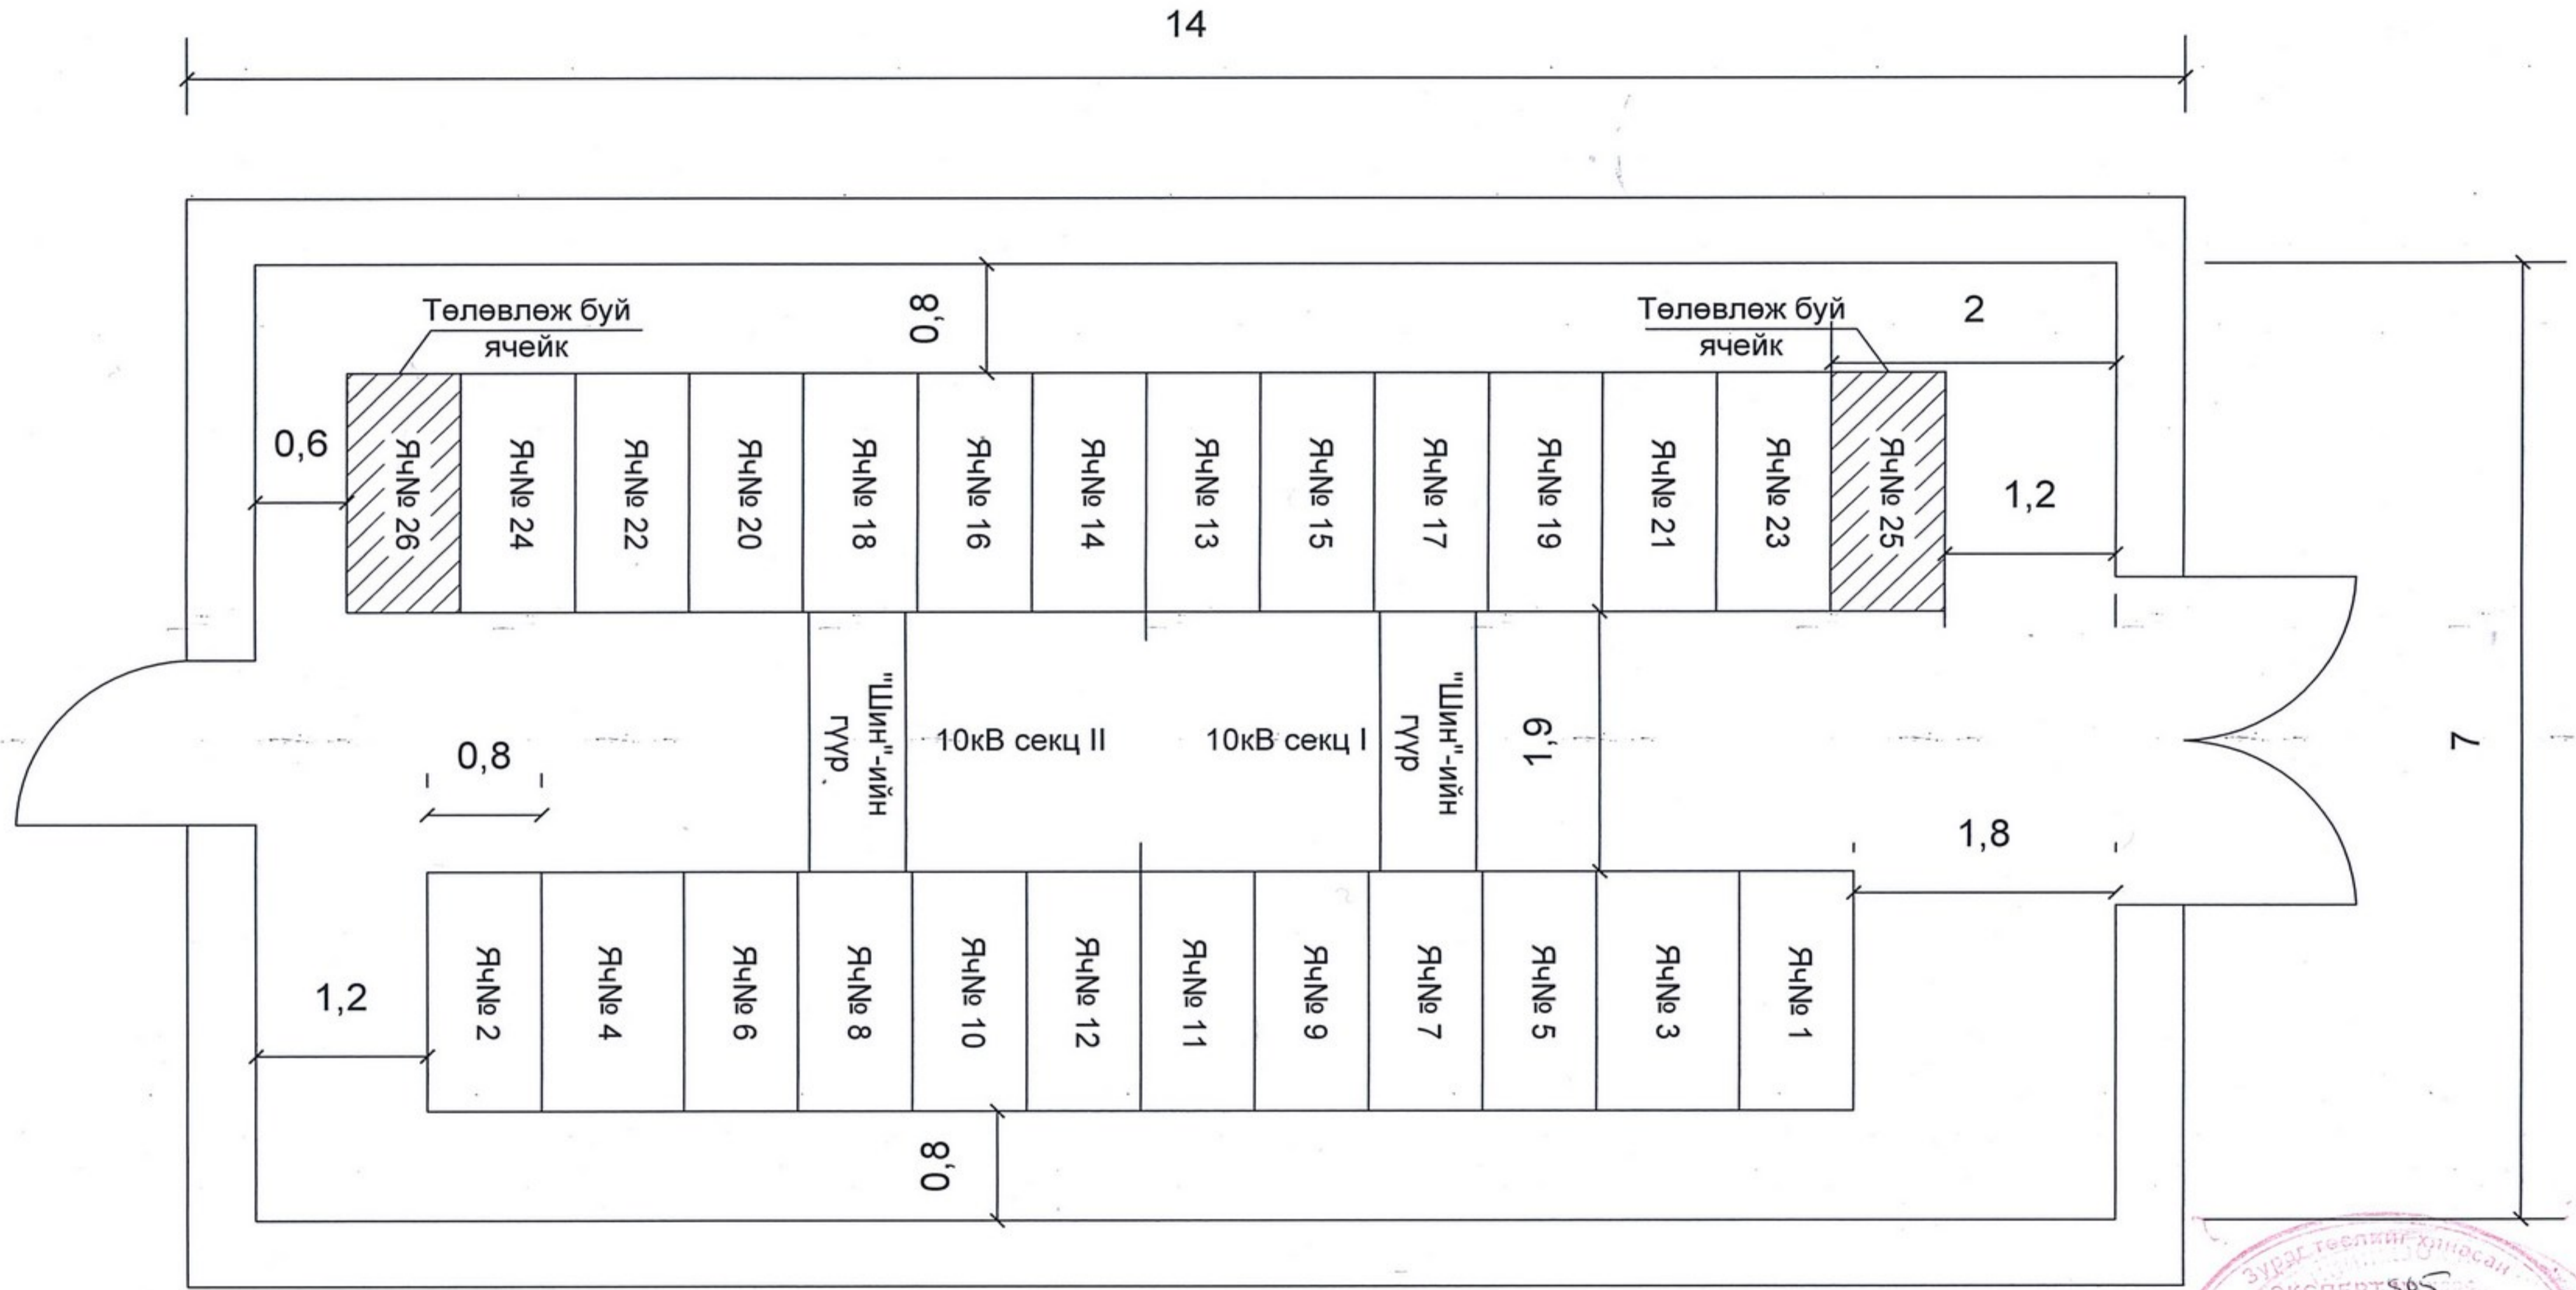 14
Төлөвлөж буй
ячейк
0,8
Төлөвлөж буй
ячейк
2
0,6
Яч№ 26
Яч№ 24
Яч№ 22
Яч№ 20
Яч№ 18
Яч№ 16
Яч№ 14
Яч№ 13
Яч№ 15
Яч№ 17
Яч№ 19
Яч№ 21
Яч№ 23
Яч№ 25
1,2
0,8
"Шин"-ийн
гүүр
10кВ секц II
10кВ секц I
"Шин"-ийн
гүүр
1,9
7
1,8
1,2
Яч№ 2
Яч№ 4
Яч№ 6
Яч№ 8
Яч№ 10
Яч№ 12
Яч№ 11
Яч№ 9
Яч№ 7
Яч№ 5
Яч№ 3
Яч№ 1
0,8
Зураг төслийг хянасан